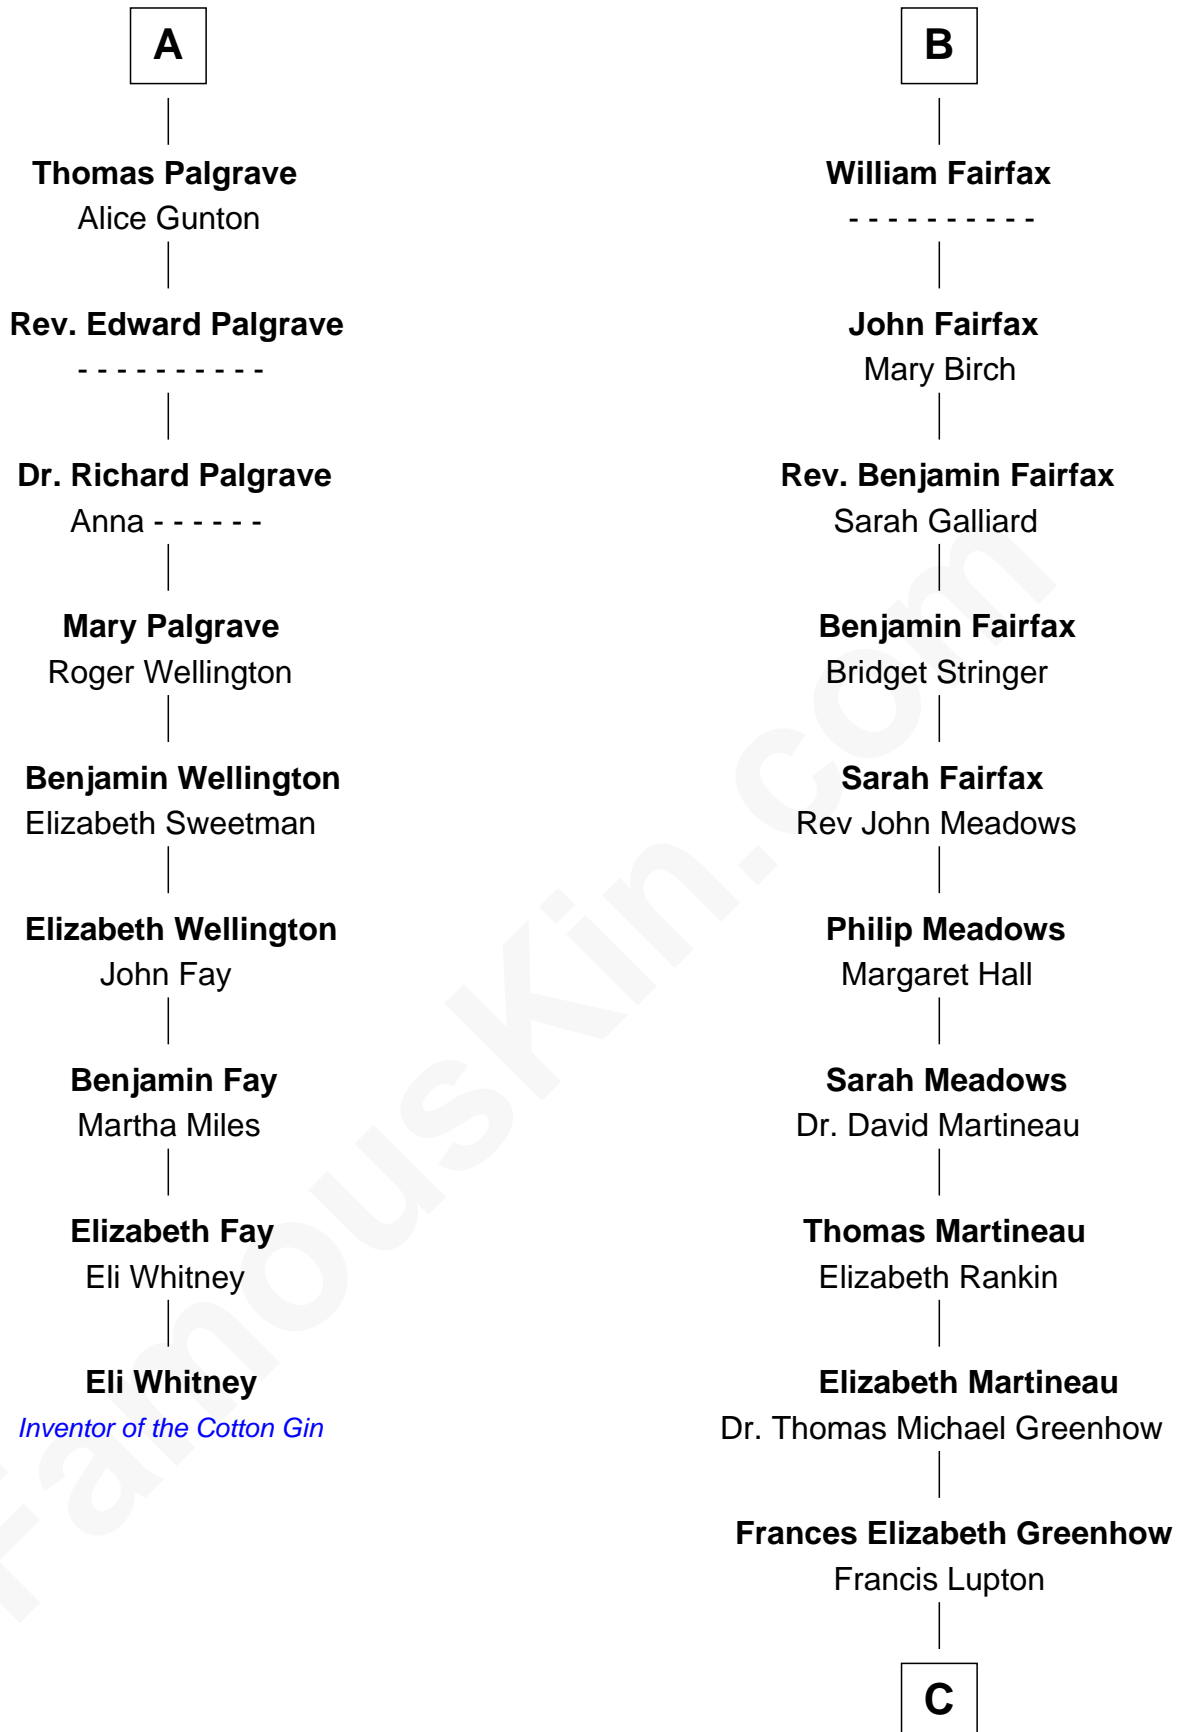 A
Thomas Palgrave
Alice Gunton
Rev. Edward Palgrave
- - - - - - - - - -
Dr. Richard Palgrave
Anna - - - - - -
Mary Palgrave
Roger Wellington
Benjamin Wellington
Elizabeth Sweetman
Elizabeth Wellington
John Fay
Benjamin Fay
Martha Miles
Elizabeth Fay
Eli Whitney
Eli Whitney
Inventor of the Cotton Gin
B
William Fairfax
- - - - - - - - - -
John Fairfax
Mary Birch
Rev. Benjamin Fairfax
Sarah Galliard
Benjamin Fairfax
Bridget Stringer
Sarah Fairfax
Rev John Meadows
Philip Meadows
Margaret Hall
Sarah Meadows
Dr. David Martineau
Thomas Martineau
Elizabeth Rankin
Elizabeth Martineau
Dr. Thomas Michael Greenhow
Frances Elizabeth Greenhow
Francis Lupton
C
FamousKin.com